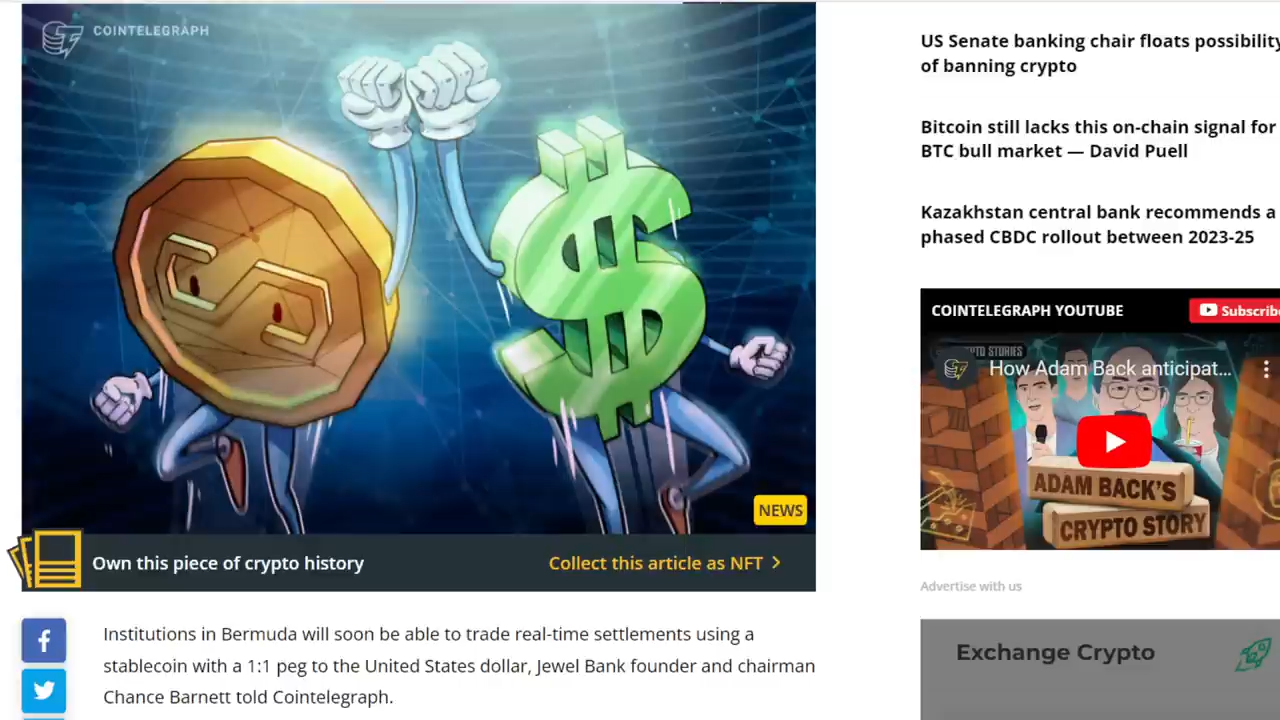 COINTELEGRAPH
NEWS
Own this piece of crypto history
Collect this article as NFT
Institutions in Bermuda will soon be able to trade real-time settlements using a
stablecoin with a 1:1 peg to the United States dollar, Jewel Bank founder and chairman
Chance Barnett told Cointelegraph.
US Senate banking chair floats possibility
of banning crypto
Bitcoin still lacks this on-chain signal for
BTC bull market — David Puell
Kazakhstan central bank recommends a
phased CBDC rollout between 2023-25
COINTELEGRAPH YOUTUBE
Subscribe
STORIES
How Adam Back anticipat...
ADAM BACK'S
CRYPTO STORY
Advertise with us
Exchange Crypto